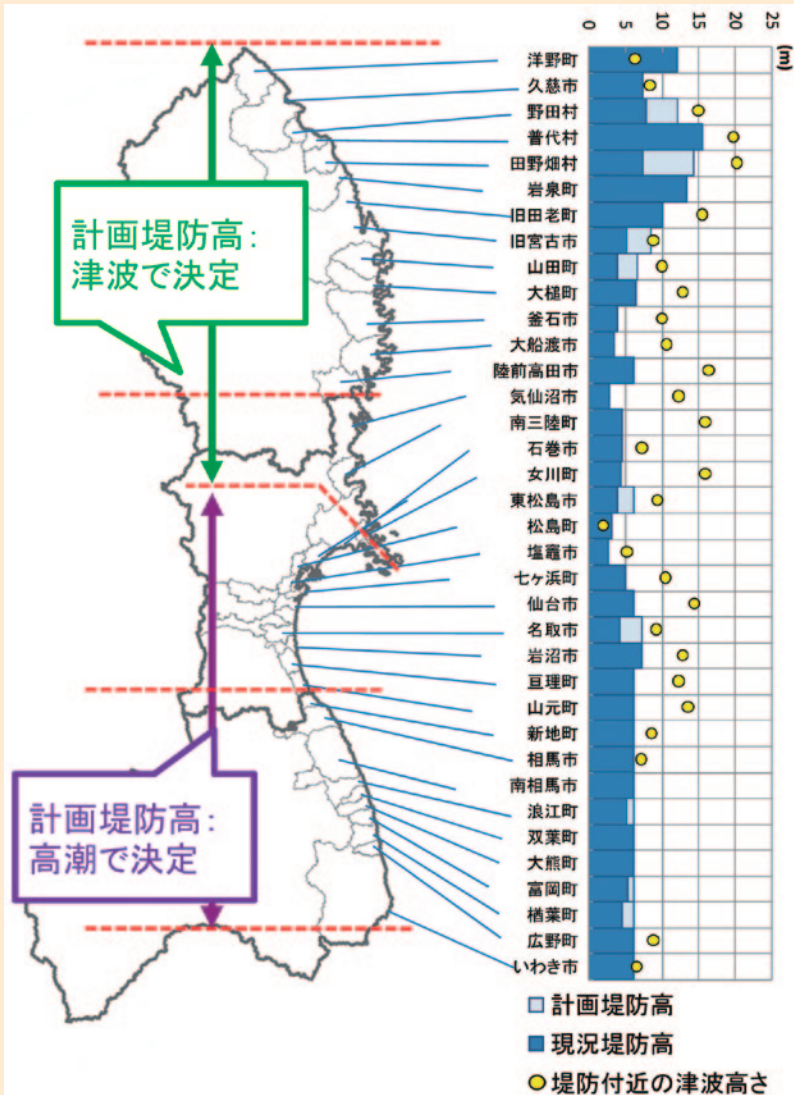 0
5
10
15
20
25
(m)
洋野町
久慈市
野田村
普代村
田野畑村
岩泉町
旧田老町
旧宮古市
山田町
大槌町
釜石市
大船渡市
陸前高田市
気仙沼市
南三陸町
石巻市
女川町
東松島市
松島町
塩竈市
七ヶ浜町
仙台市
名取市
岩沼市
亘理町
山元町
新地町
相馬市
南相馬市
浪江町
双葉町
大熊町
富岡町
楢葉町
広野町
いわき市
計画堤防高：
津波で決定
計画堤防高：
高潮で決定
計画堤防高
現況堤防高
堤防付近の津波高さ